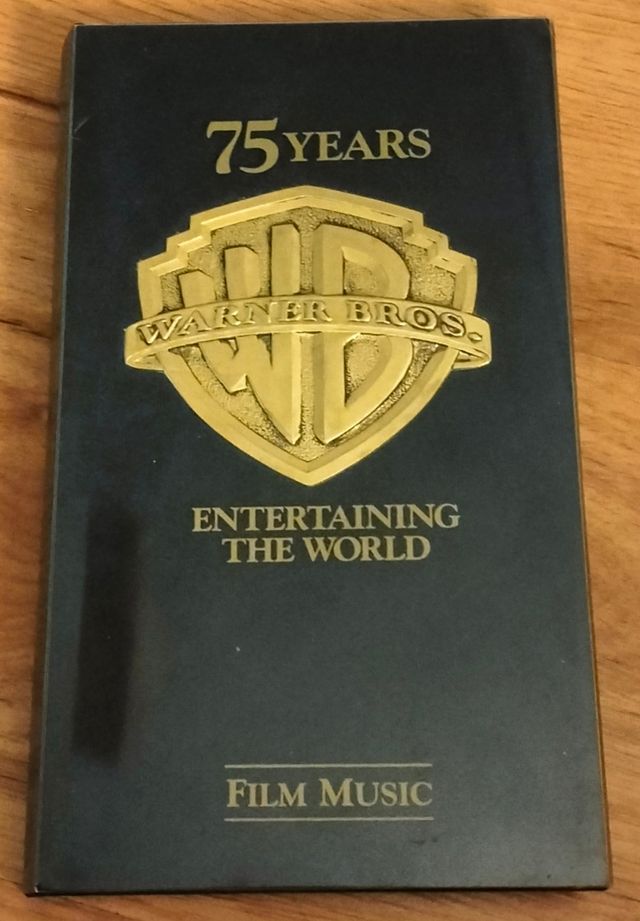 75 YEARS
WB
WARNER BROS.
ENTERTAINING
THE WORLD
FILM MUSIC